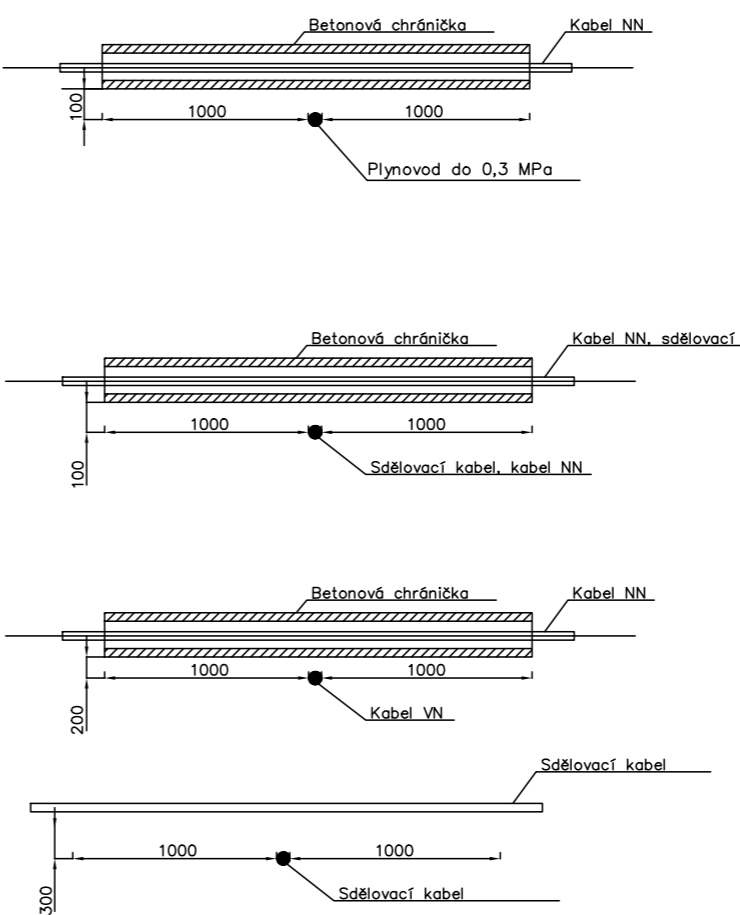 Betonová chránička
Kabel NN
100
1000
1000
Plynovod do 0,3 MPa
Betonová chránička
Kabel NN, sdělovací
100
1000
1000
Sdělovací kabel, kabel NN
Betonová chránička
Kabel NN
200
1000
1000
Kabel VN
Sdělovací kabel
300
1000
1000
Sdělovací kabel